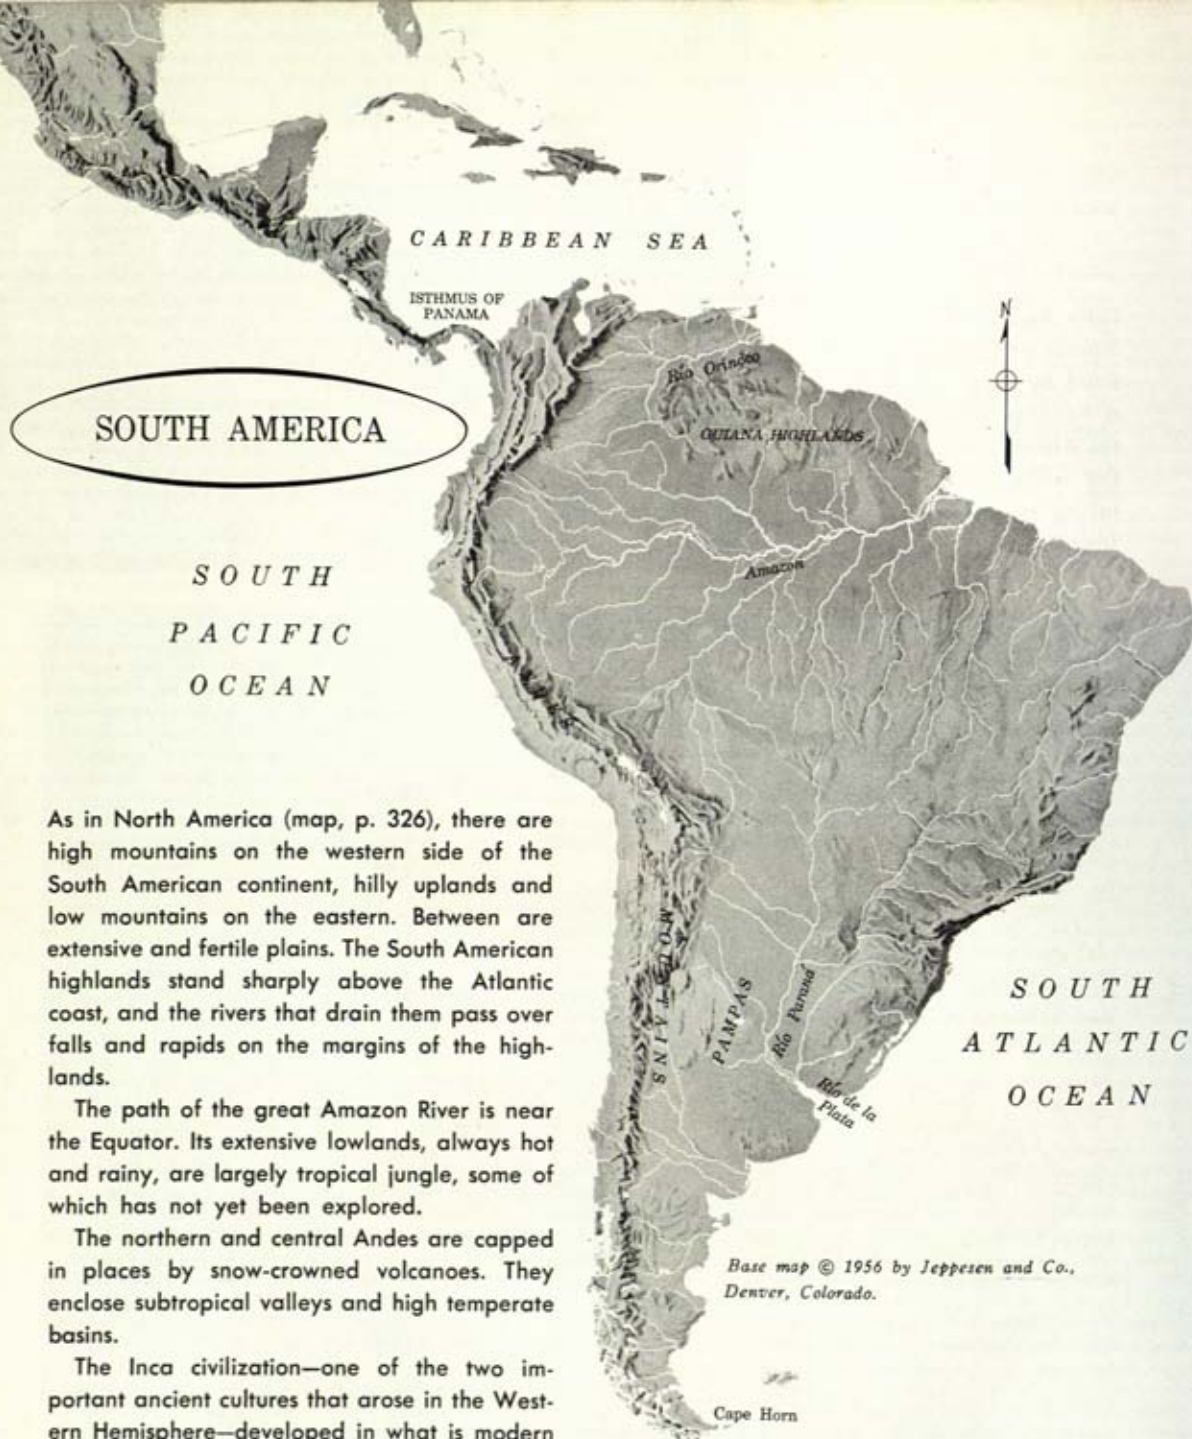 CARIBBEAN SEA
ISTHMUS OF
PANAMA
N
Río Orinoco
GUIANA HIGHLANDS
SOUTH AMERICA
SOUTH
PACIFIC
OCEAN
Amazon
As in North America (map, p. 326), there are
high mountains on the western side of the
South American continent, hilly uplands and
low mountains on the eastern. Between are
extensive and fertile plains. The South American
highlands stand sharply above the Atlantic
coast, and the rivers that drain them pass over
falls and rapids on the margins of the high-
lands.
The path of the great Amazon River is near
the Equator. Its extensive lowlands, always hot
and rainy, are largely tropical jungle, some of
which has not yet been explored.
The northern and central Andes are capped
in places by snow-crowned volcanoes. They
enclose subtropical valleys and high temperate
basins.
The Inca civilization—one of the two im-
portant ancient cultures that arose in the West-
ern Hemisphere—developed in what is modern
MOUNTAINS
PAMPAS
Río Paraná
Río de la
Plata
SOUTH
ATLANTIC
OCEAN
Base map © 1956 by Jeppesen and Co.,
Denver, Colorado.
Cape Horn